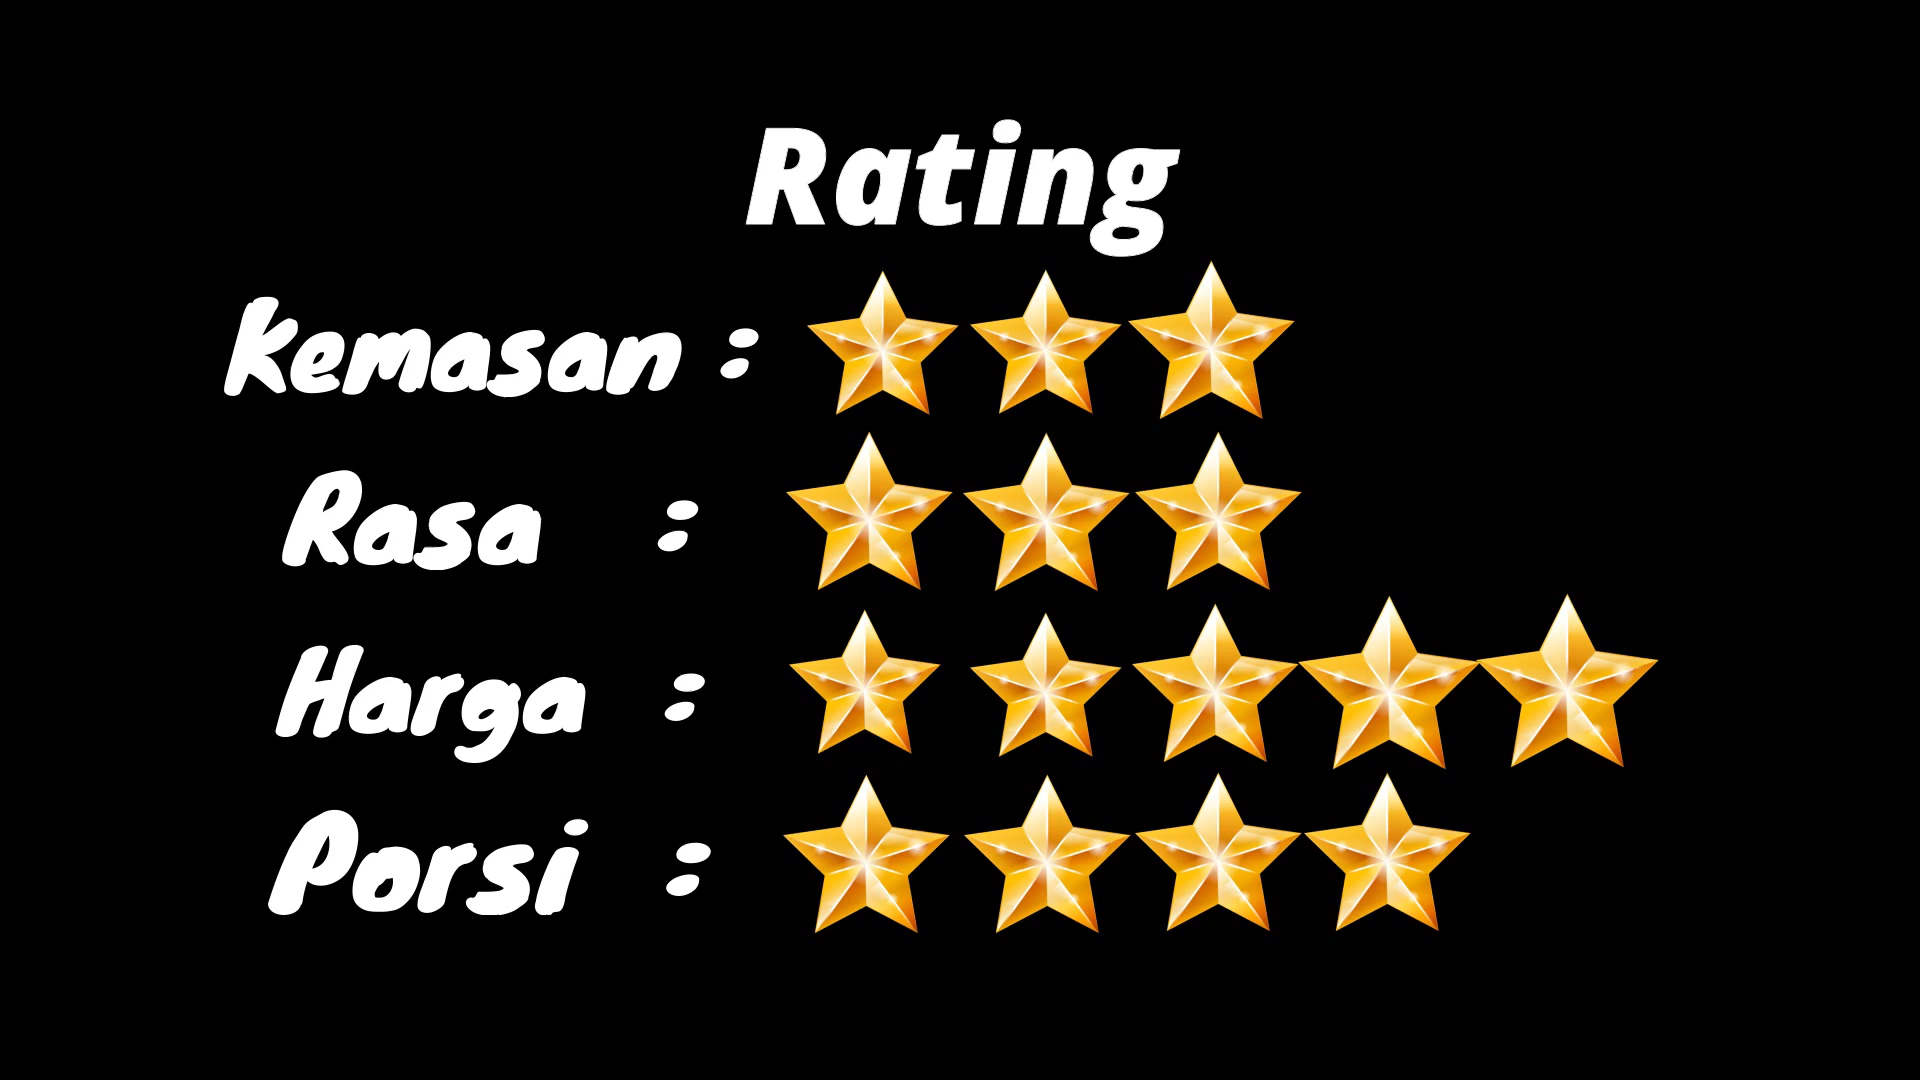 Rating
Kemasan :
Rasa :
Harga :
Porsi :